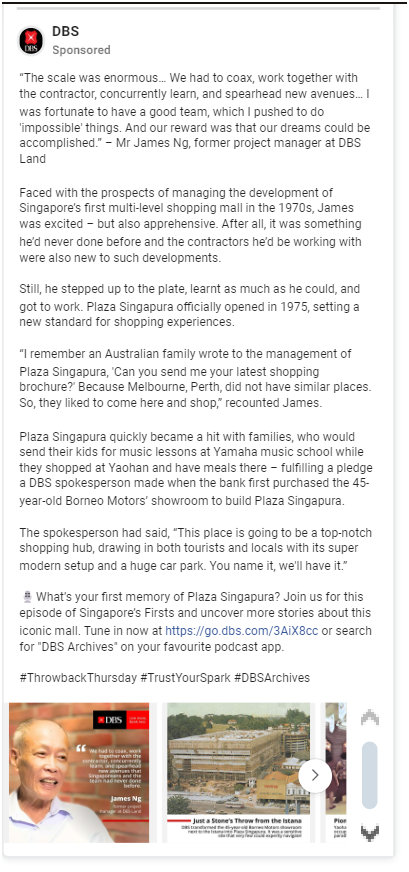 DBS
DBS
Sponsored
“The scale was enormous… We had to coax, work together with
the contractor, concurrently learn, and spearhead new avenues… I
was fortunate to have a good team, which I pushed to do
'impossible' things. And our reward was that our dreams could be
accomplished.” – Mr James Ng, former project manager at DBS
Land
Faced with the prospects of managing the development of
Singapore’s first multi-level shopping mall in the 1970s, James
was excited – but also apprehensive. After all, it was something
he’d never done before and the contractors he’d be working with
were also new to such developments.
Still, he stepped up to the plate, learnt as much as he could, and
got to work. Plaza Singapura officially opened in 1975, setting a
new standard for shopping experiences.
“I remember an Australian family wrote to the management of
Plaza Singapura, 'Can you send me your latest shopping
brochure?' Because Melbourne, Perth, did not have similar places.
So, they liked to come here and shop,” recounted James.
Plaza Singapura quickly became a hit with families, who would
send their kids for music lessons at Yamaha music school while
they shopped at Yaohan and have meals there – fulfilling a pledge
a DBS spokesperson made when the bank first purchased the 45-
year-old Borneo Motors’ showroom to build Plaza Singapura.
The spokesperson had said, “This place is going to be a top-notch
shopping hub, drawing in both tourists and locals with its super
modern setup and a huge car park. You name it, we’ll have it.”
What’s your first memory of Plaza Singapura? Join us for this
episode of Singapore’s Firsts and uncover more stories about this
iconic mall. Tune in now at https://go.dbs.com/3AiX8cc or search
for "DBS Archives" on your favourite podcast app.
#ThrowbackThursday #TrustYourSpark #DBSArchives
DBS
“We had to coax, work
together with the
contractor, concurrently
learn, and spearhead
new avenues that
Singaporeans and the
team had never done
before.
James Ng
Former project
manager at DBS Land
Just a Stone's Throw from the Istana
DBS transformed the 45-year-old Borneo Motors showroom
next to the Istana into Plaza Singapura. It was a sensitive
site that only few could expertly navigate!